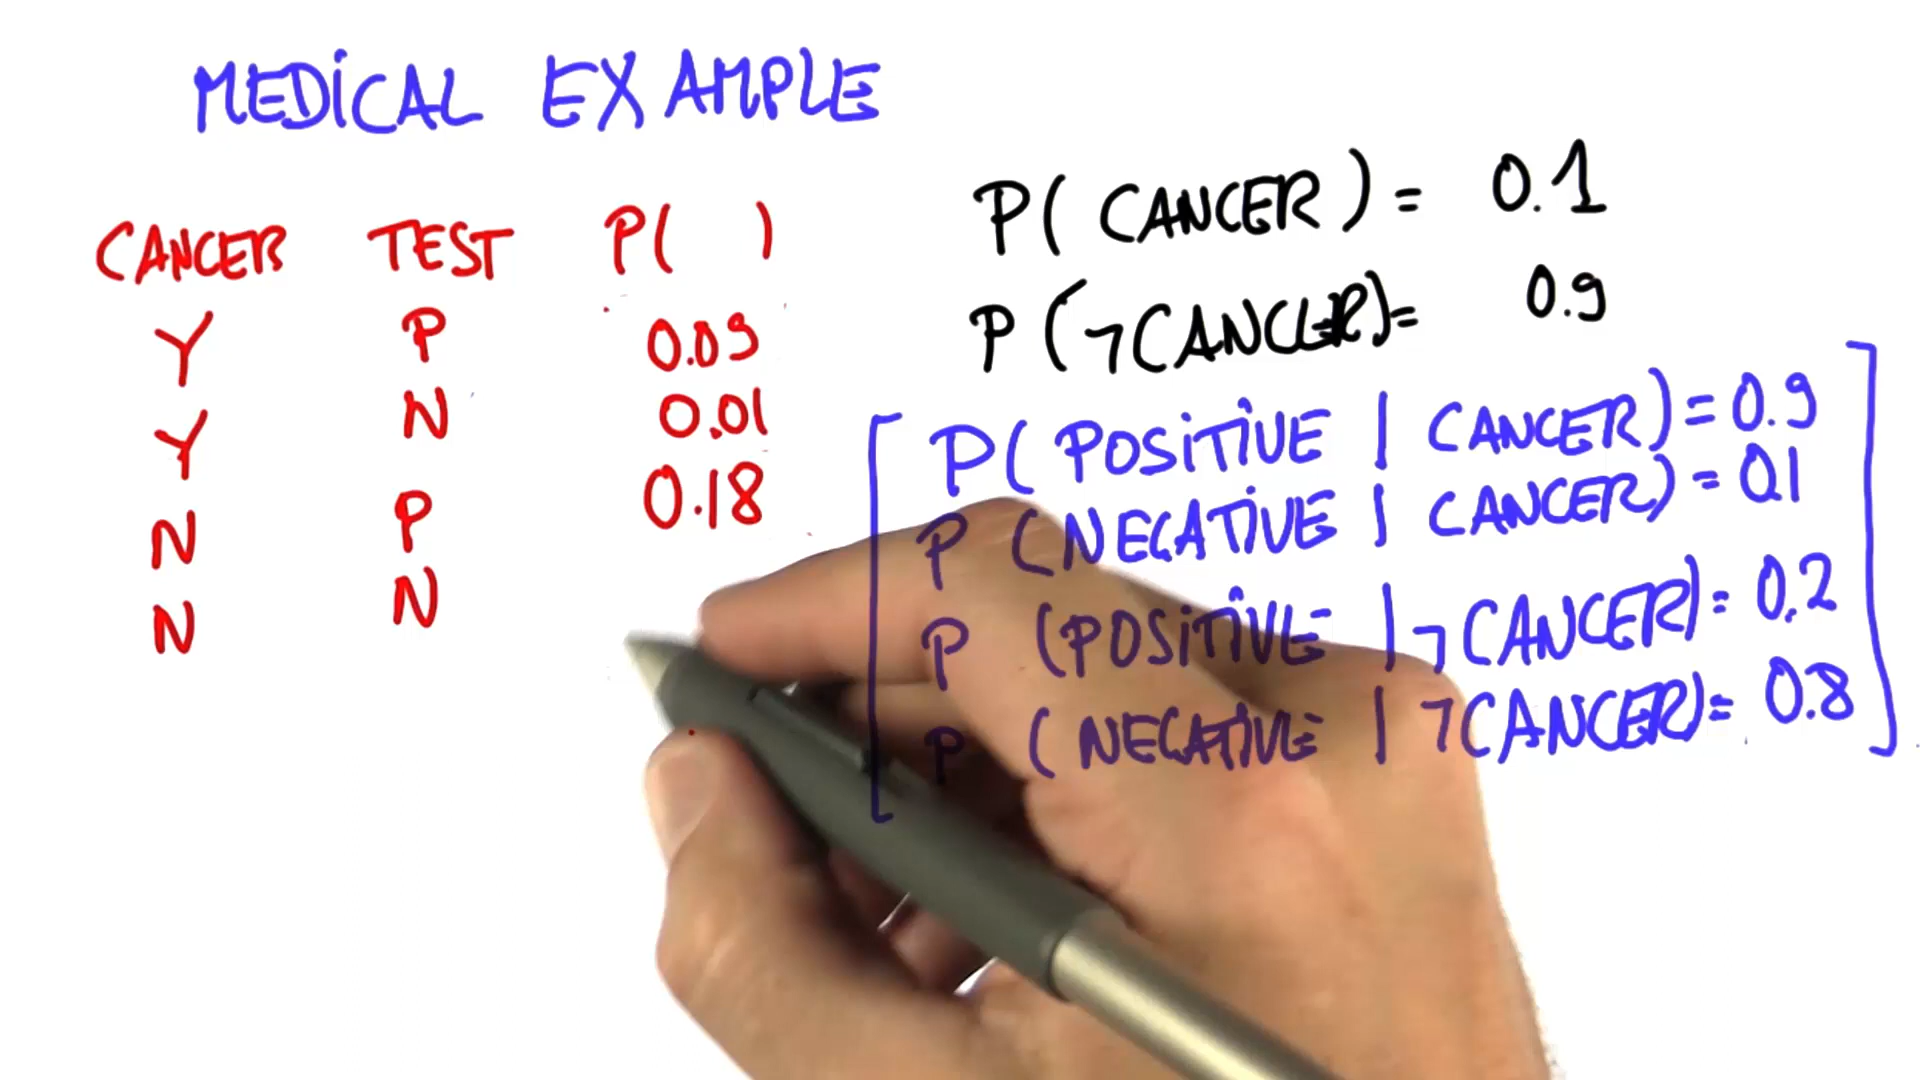 MEDiCAL EXAMPLE
CANCER TEST P( )
Y P 0.09
Y N 0.01
N P 0.18
N N
P( CANCER ) = 0.1
P (¬CANCER)= 0.9
P( POSiTiVE | CANCER) = 0.9
P (NEGATiVE | CANCER) = 0.1
P (POSiTiVE | ¬CANCER)= 0.2
P (NEGATiVE | ¬CANCER)= 0.8